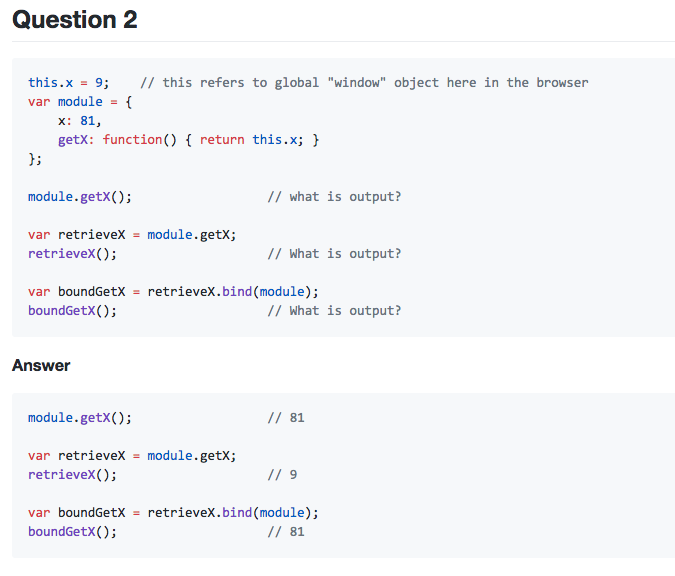 Question 2
this.x = 9;    // this refers to global "window" object here in the browser
var module = {
    x: 81,
    getX: function() { return this.x; }
};
module.getX();                  // what is output?
var retrieveX = module.getX;
retrieveX();                    // What is output?
var boundGetX = retrieveX.bind(module);
boundGetX();                    // What is output?
Answer
module.getX();                  // 81
var retrieveX = module.getX;
retrieveX();                    // 9
var boundGetX = retrieveX.bind(module);
boundGetX();                    // 81